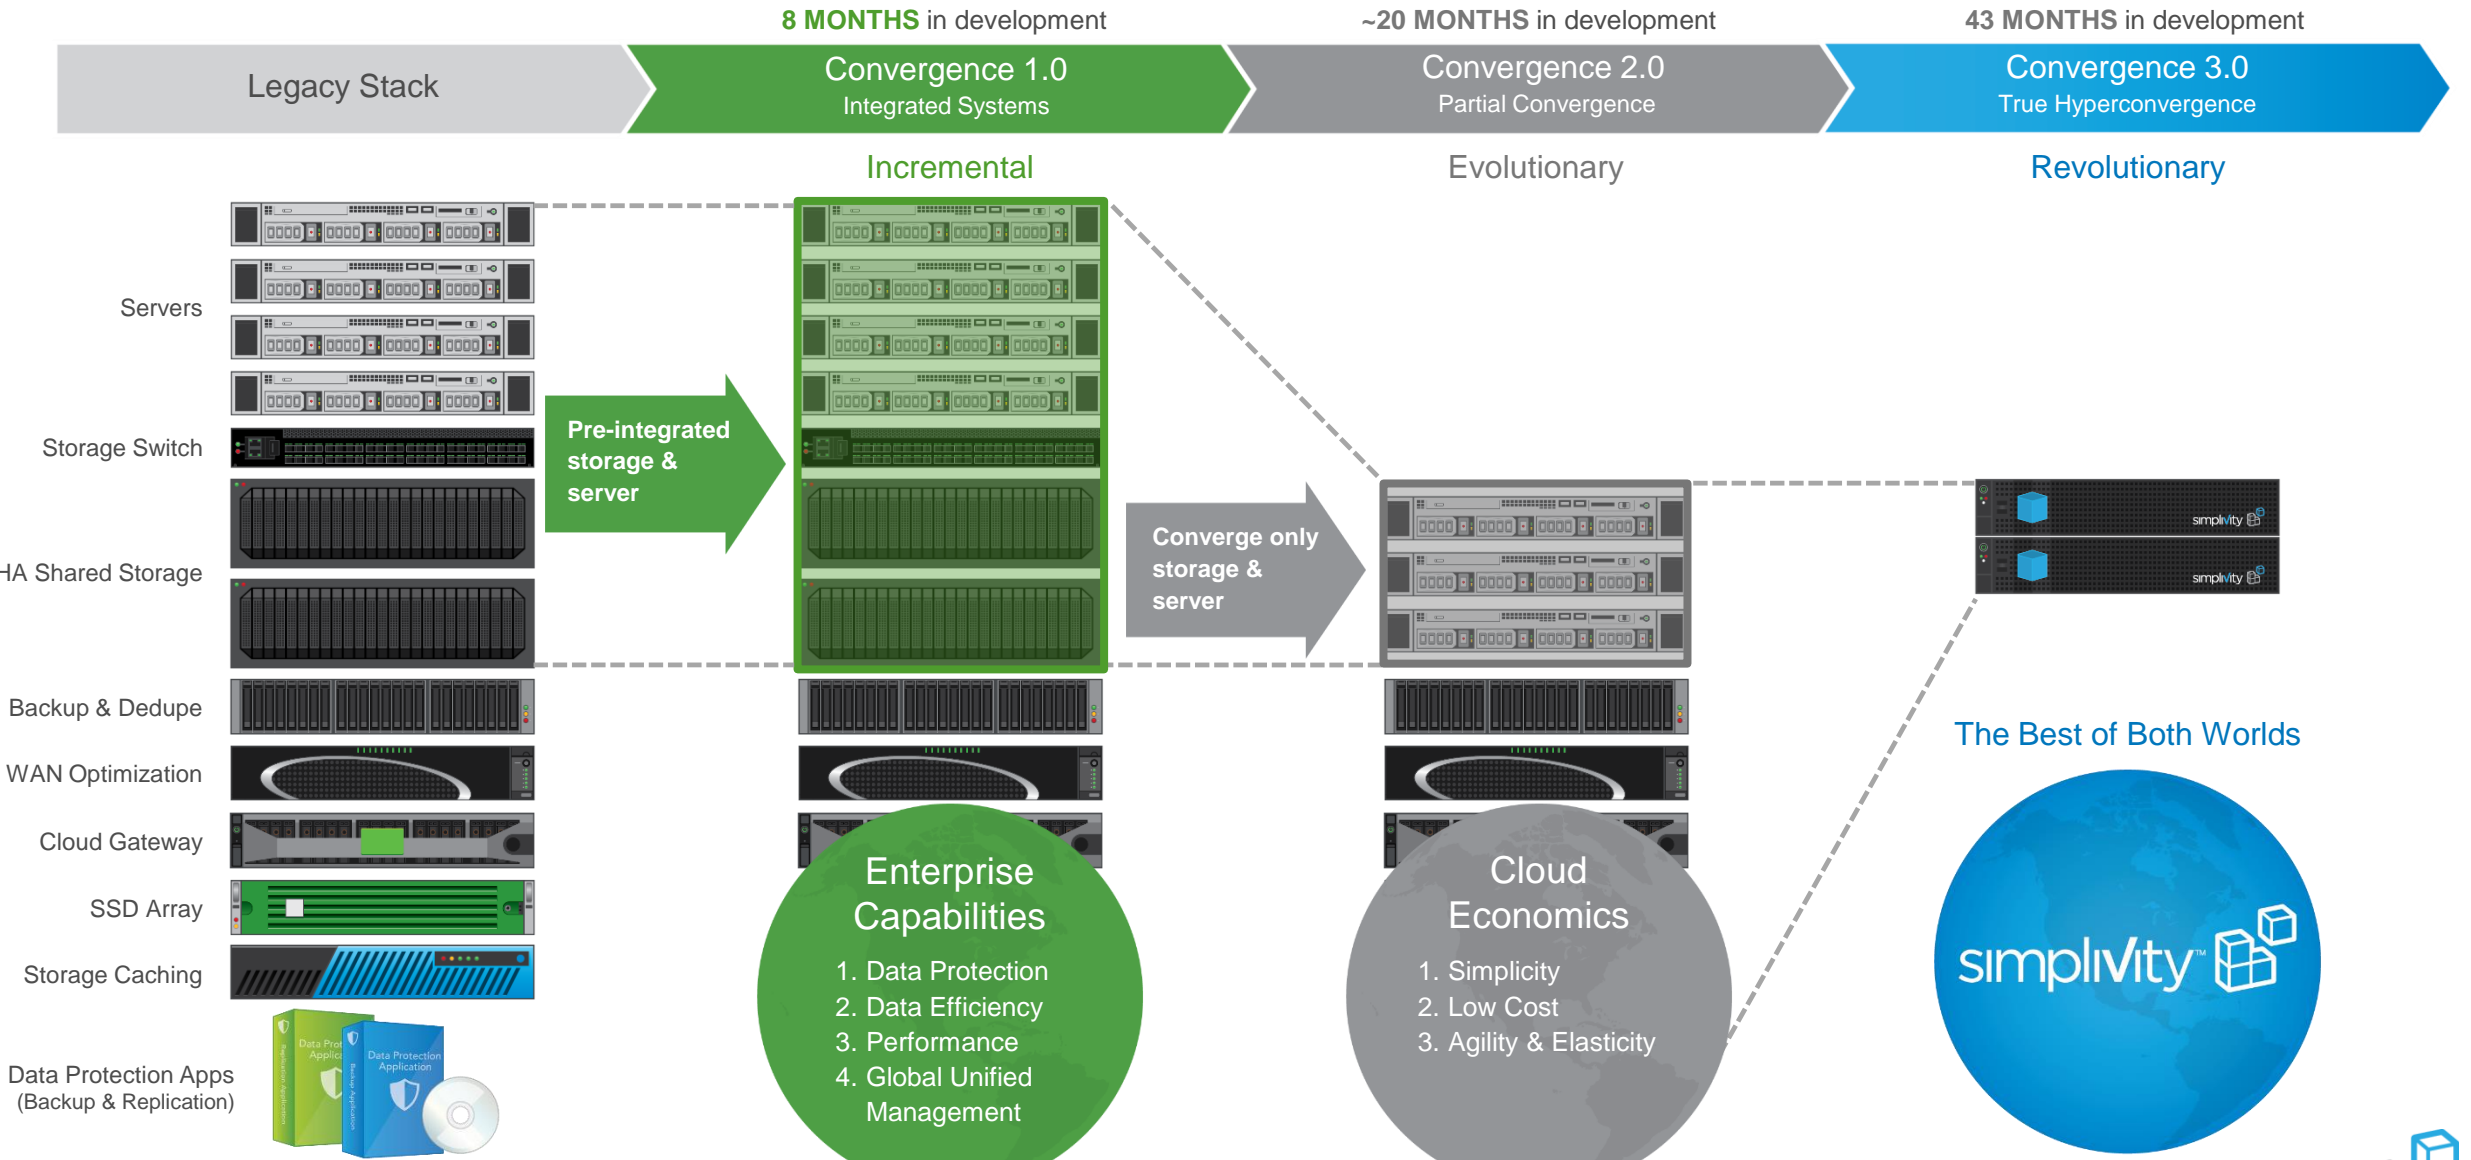 8 MONTHS in development
~20 MONTHS in development
43 MONTHS in development
Legacy Stack
Convergence 1.0
Integrated Systems
Convergence 2.0
Partial Convergence
Convergence 3.0
True Hyperconvergence
Incremental
Evolutionary
Revolutionary
Servers
Storage Switch
HA Shared Storage
Backup & Dedupe
WAN Optimization
Cloud Gateway
SSD Array
Storage Caching
Data Protection Apps
(Backup & Replication)
Pre-integrated
storage &
server
Converge only
storage &
server
simplivity
simplivity
Data Protection
Application
Backup Application
Replication Application
Enterprise
Capabilities
1. Data Protection
2. Data Efficiency
3. Performance
4. Global Unified
Management
Cloud
Economics
1. Simplicity
2. Low Cost
3. Agility & Elasticity
The Best of Both Worlds
simplivity™